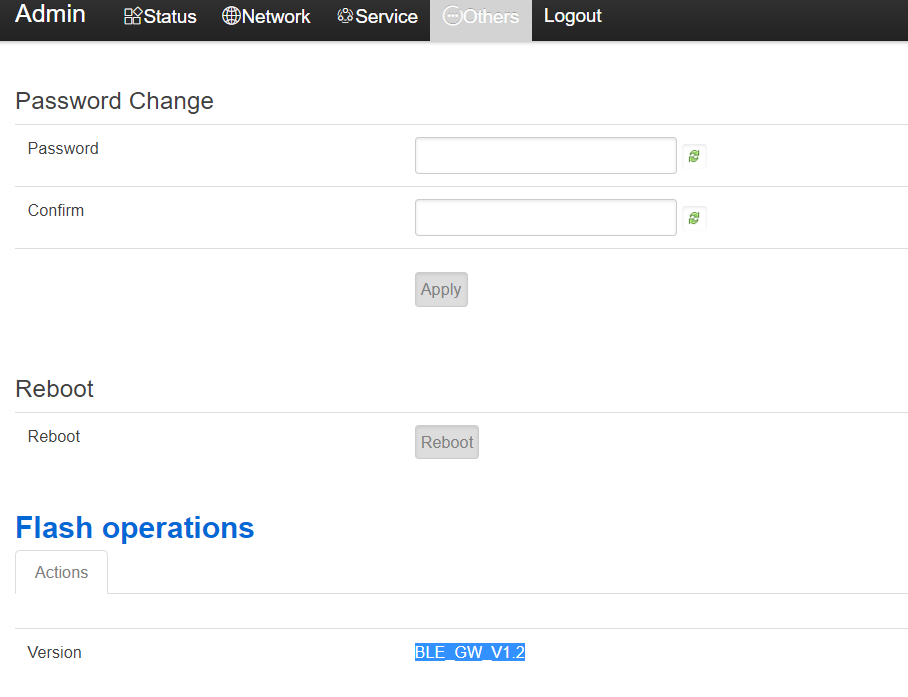 Admin Status Network Service Others Logout
Password Change
Password
Confirm
Apply
Reboot
Reboot Reboot
Flash operations
Actions
Version BLE_GW_V1.2